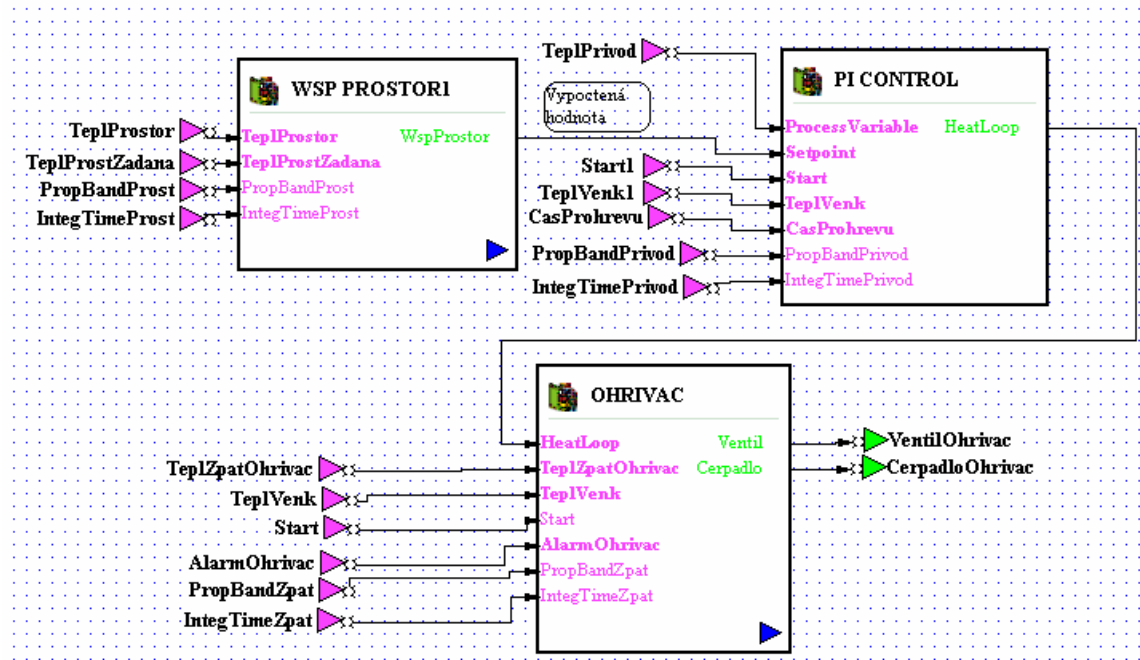 WSP PROSTOR1
TeplProstor
TeplProstZadana
PropBandProst
IntegTimeProst
TeplProstor WspProstor
TeplProstZadana
PropBandProst
IntegTimeProst
TeplPrivod
Vypoctená
hodnota
Start1
TeplVenk1
CasProhrevu
PropBandPrivod
IntegTimePrivod
PI CONTROL
ProcessVariable HeatLoop
Setpoint
Start
TeplVenk
CasProhrevu
PropBandPrivod
IntegTimePrivod
OHRIVAC
TeplZpatOhrivac
TeplVenk
Start
AlarmOhrivac
PropBandZpat
IntegTimeZpat
HeatLoop Ventil
TeplZpatOhrivac Cerpadlo
TeplVenk
Start
AlarmOhrivac
PropBandZpat
IntegTimeZpat
VentilOhrivac
CerpadloOhrivac